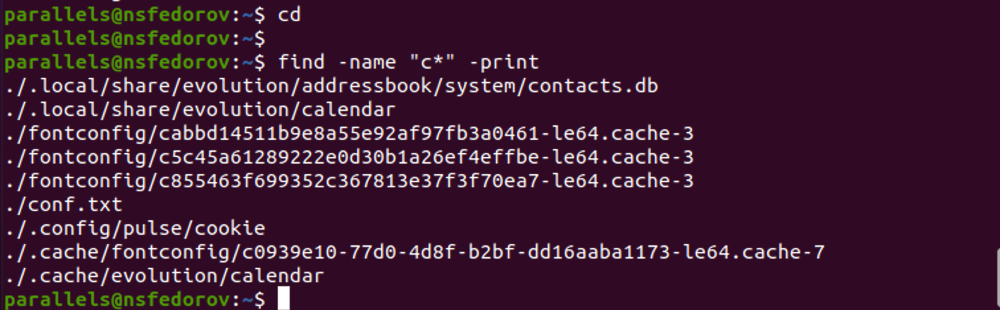 parallels@nsfedorov:~$ cd
parallels@nsfedorov:~$
parallels@nsfedorov:~$ find -name "c*" -print
./.local/share/evolution/addressbook/system/contacts.db
./.local/share/evolution/calendar
./fontconfig/cabbd14511b9e8a55e92af97fb3a0461-le64.cache-3
./fontconfig/c5c45a61289222e0d30b1a26ef4effbe-le64.cache-3
./fontconfig/c855463f699352c367813e37f3f70ea7-le64.cache-3
./conf.txt
./.config/pulse/cookie
./.cache/fontconfig/c0939e10-77d0-4d8f-b2bf-dd16aaba1173-le64.cache-7
./.cache/evolution/calendar
parallels@nsfedorov:~$